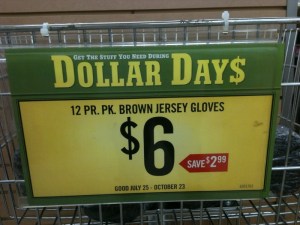 GET THE STUFF YOU NEED DURING
DOLLAR DAY$
12 PR. PK. BROWN JERSEY GLOVES
$6
SAVE $2.99
GOOD JULY 25 - OCTOBER 23